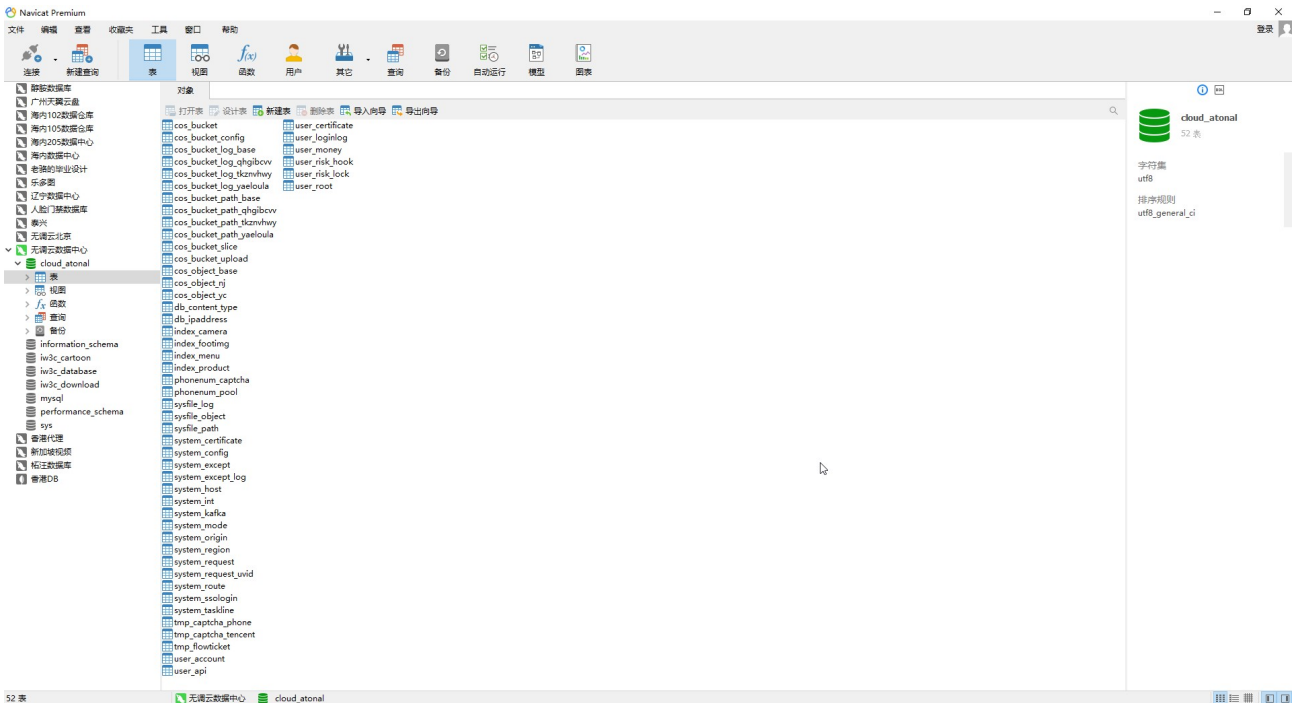 Navicat Premium
文件 编辑 查看 收藏夹 工具 窗口 帮助
登录
连接 新建查询 表 视图 函数 用户 其它 查询 备份 自动运行 模型 图表
静胺数据库
广州天翼云盘
海内102数据仓库
海内105数据仓库
海内205数据中心
海内数据中心
老骆的毕业设计
乐多图
辽宁数据中心
人脸门禁数据库
泰兴
无谓云北京
无谓云数据中心
cloud_atonal
表
视图
函数
查询
备份
information_schema
iw3c_cartoon
iw3c_database
iw3c_download
mysql
performance_schema
sys
香港代理
新加坡视频
柘汪数据库
香港DB
对象
打开表 设计表 新建表 删除表 导入向导 导出向导
cos_bucket
cos_bucket_config
cos_bucket_log_base
cos_bucket_log_qhgibcvv
cos_bucket_log_tkznvhwy
cos_bucket_log_yaeloula
cos_bucket_path_base
cos_bucket_path_qhgibcvv
cos_bucket_path_tkznvhwy
cos_bucket_path_yaeloula
cos_bucket_slice
cos_bucket_upload
cos_object_base
cos_object_nj
cos_object_yc
db_content_type
db_ipaddress
index_camera
index_footimg
index_menu
index_product
phonenum_captcha
phonenum_pool
sysfile_log
sysfile_object
sysfile_path
system_certificate
system_config
system_except
system_except_log
system_host
system_int
system_kafka
system_mode
system_origin
system_region
system_request
system_request_uvid
system_route
system_ssologin
system_taskline
tmp_captcha_phone
tmp_captcha_tencent
tmp_flowticket
user_account
user_api
user_certificate
user_loginlog
user_money
user_risk_hook
user_risk_lock
user_root
cloud_atonal
52 表
字符集
utf8
排序规则
utf8_general_ci
52 表
无谓云数据中心 cloud_atonal